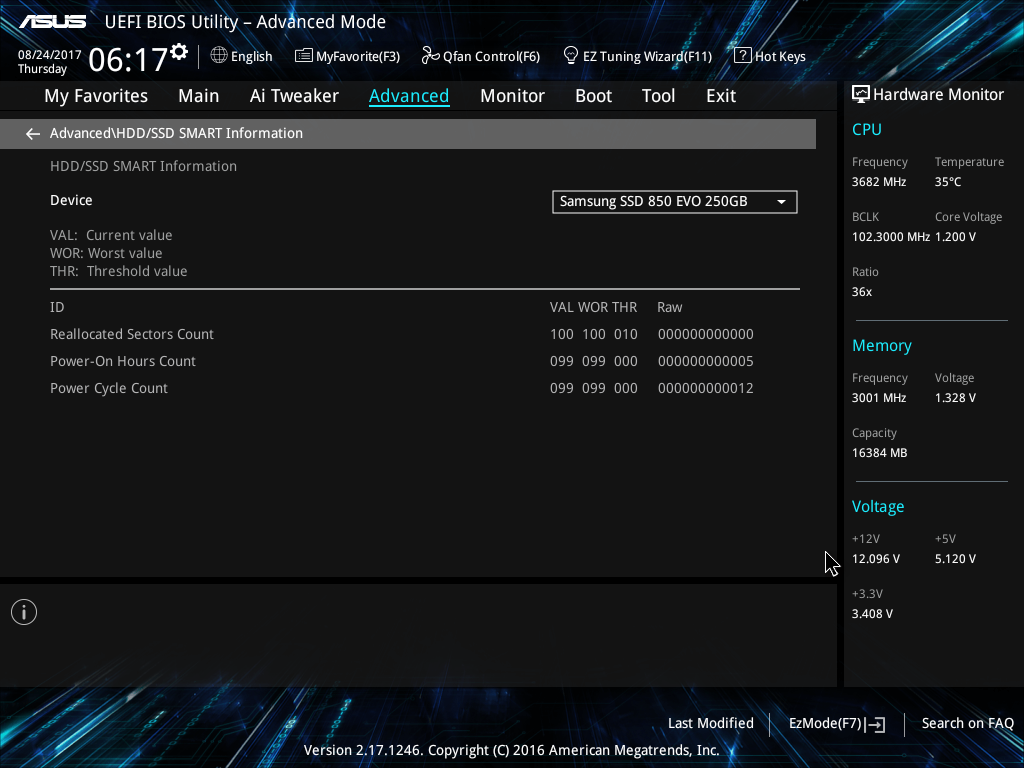 ASUS UEFI BIOS Utility – Advanced Mode
08/24/2017
Thursday
06:17
English MyFavorite(F3) Qfan Control(F6) EZ Tuning Wizard(F11) ? Hot Keys
My Favorites Main Ai Tweaker Advanced Monitor Boot Tool Exit
Advanced\HDD/SSD SMART Information
HDD/SSD SMART Information
Device Samsung SSD 850 EVO 250GB
VAL: Current value
WOR: Worst value
THR: Threshold value
ID VAL WOR THR Raw
Reallocated Sectors Count 100 100 010 000000000000
Power-On Hours Count 099 099 000 000000000005
Power Cycle Count 099 099 000 000000000012
Hardware Monitor
CPU
Frequency Temperature
3682 MHz 35°C
BCLK Core Voltage
102.3000 MHz 1.200 V
Ratio
36x
Memory
Frequency Voltage
3001 MHz 1.328 V
Capacity
16384 MB
Voltage
+12V +5V
12.096 V 5.120 V
+3.3V
3.408 V
Last Modified EzMode(F7) Search on FAQ
Version 2.17.1246. Copyright (C) 2016 American Megatrends, Inc.